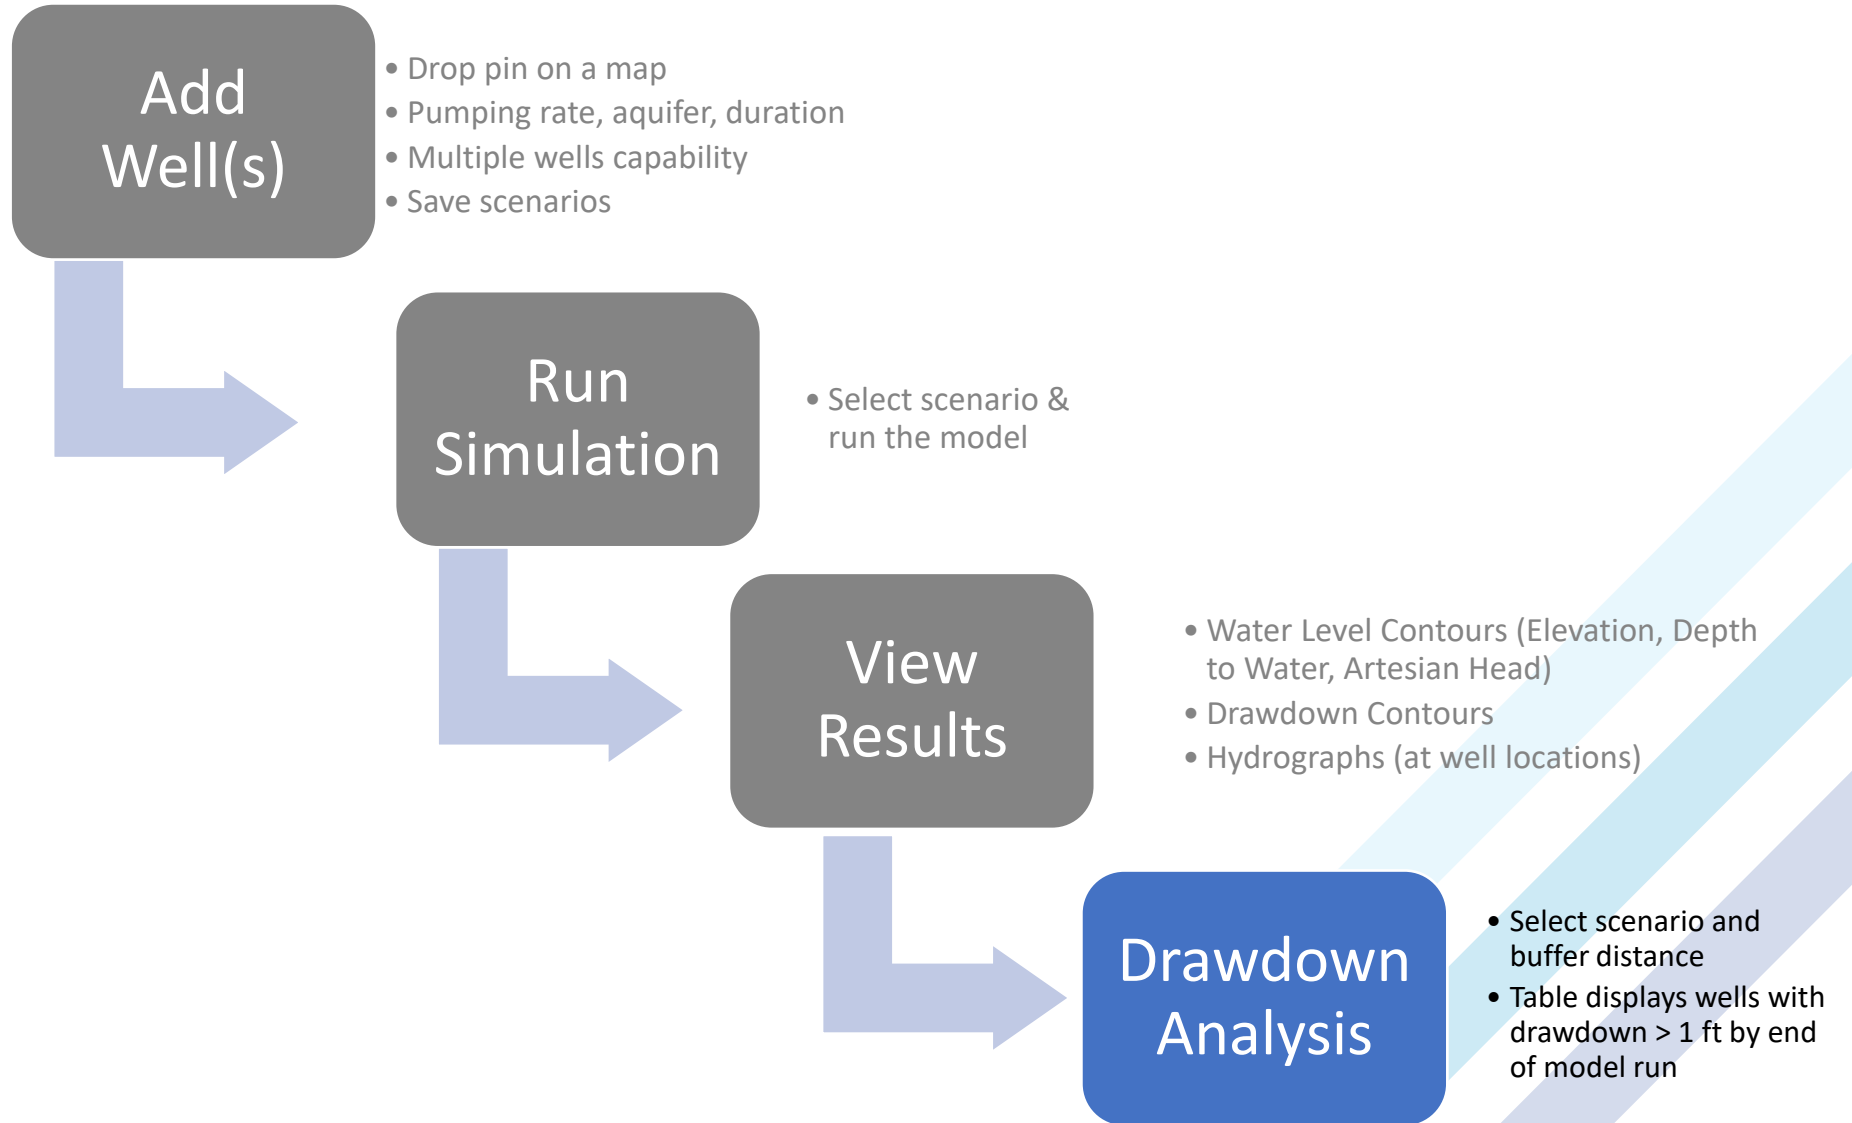 Add
Well(s)
• Drop pin on a map
• Pumping rate, aquifer, duration
• Multiple wells capability
• Save scenarios
Run
Simulation
• Select scenario &
run the model
View
Results
• Water Level Contours (Elevation, Depth
to Water, Artesian Head)
• Drawdown Contours
• Hydrographs (at well locations)
Drawdown
Analysis
• Select scenario and
buffer distance
• Table displays wells with
drawdown > 1 ft by end
of model run